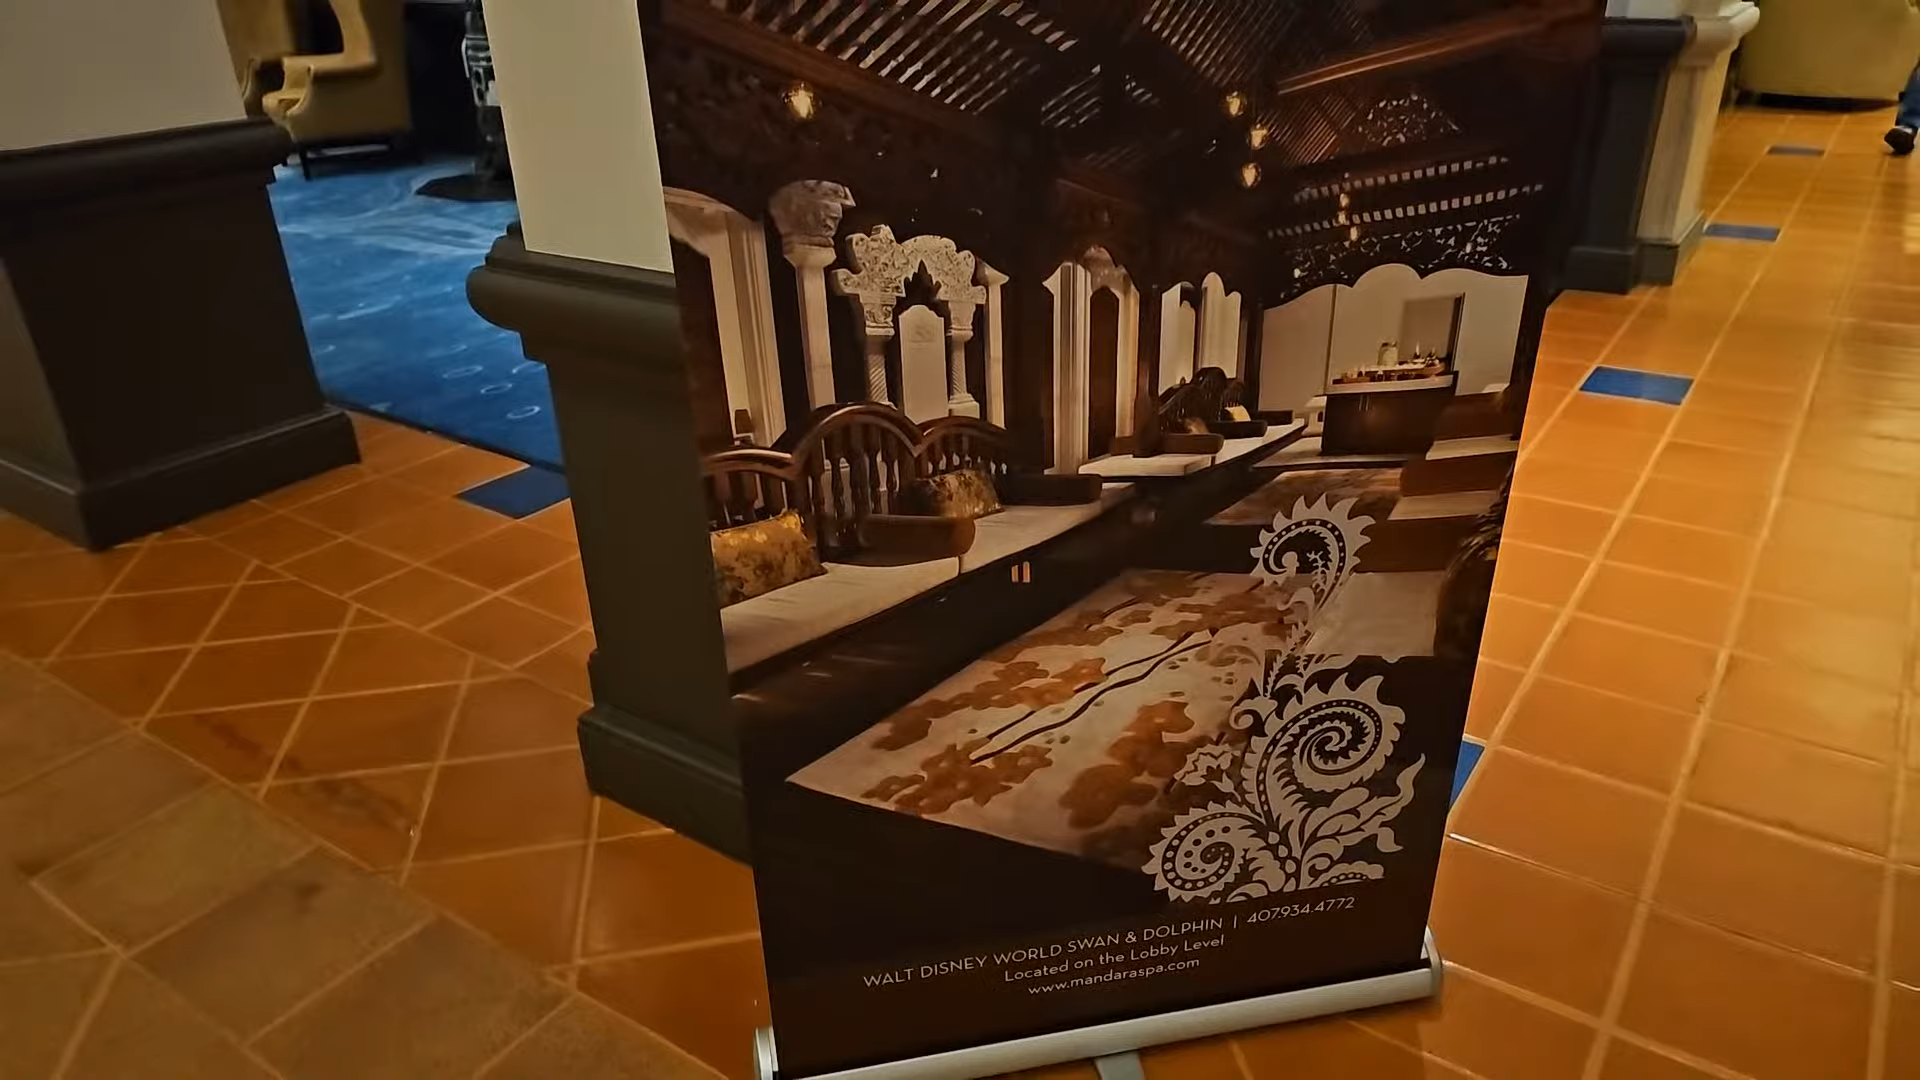 WALT DISNEY WORLD SWAN & DOLPHIN | 407.934.4772
Located on the Lobby Level
www.mandaraspa.com